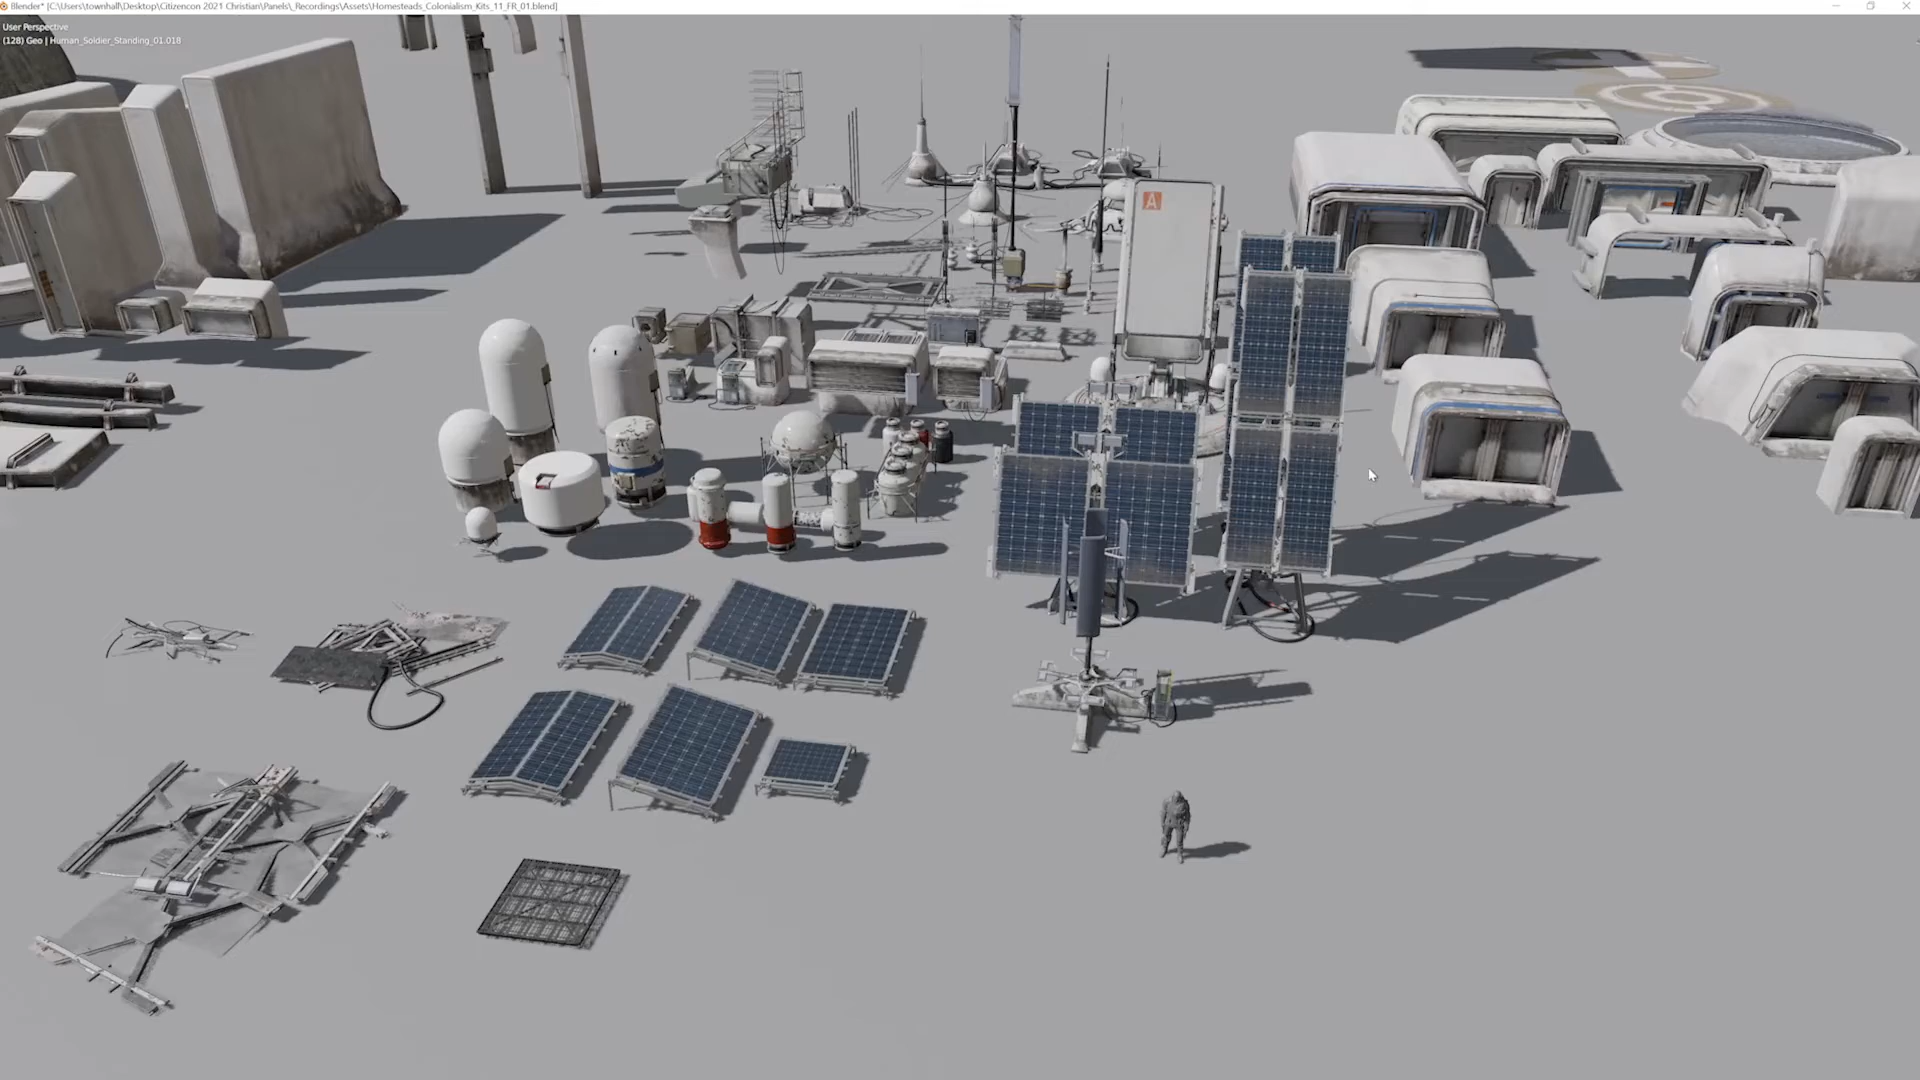 Blender* [C:\Users\townhall\Desktop\Citizencon 2021 Christian\Panels\_Recordings\Assets\Homesteads_Colonialism_Kits_11_FR_01.blend]
User Perspective
(128) Geo | Human_Soldier_Standing_01.018
A